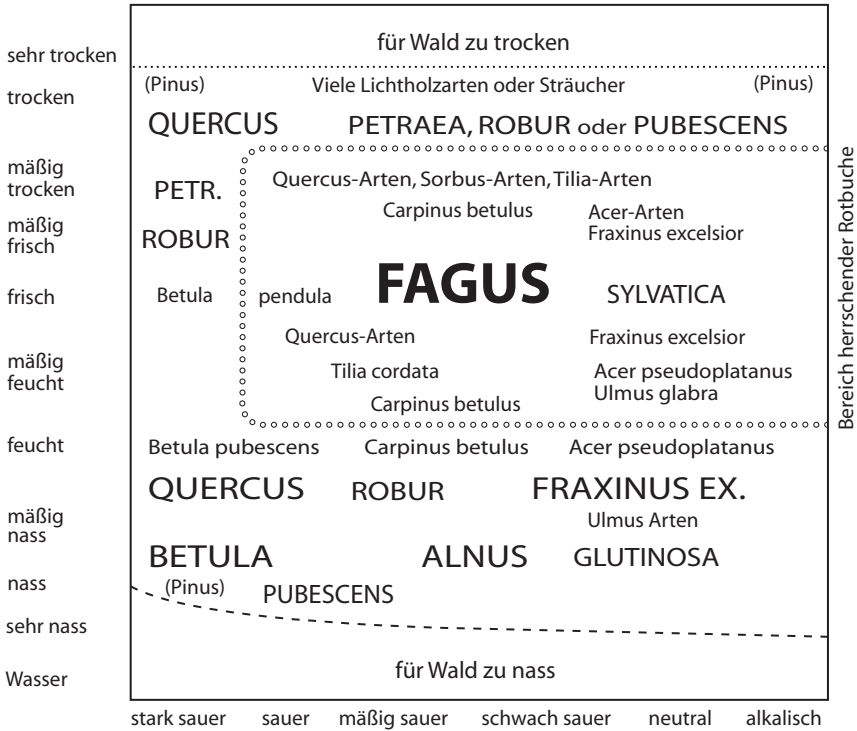 für Wald zu trocken
sehr trocken
(Pinus) Viele Lichtholzarten oder Sträucher (Pinus)
trocken
QUERCUS PETRAEA, ROBUR oder PUBESCENS
mäßig
trocken
PETR. Quercus-Arten, Sorbus-Arten, Tilia-Arten
Carpinus betulus Acer-Arten
mäßig
frisch
ROBUR Fraxinus excelsior
frisch Betula pendula FAGUS SYLVATICA
Quercus-Arten Fraxinus excelsior
mäßig
feucht
Tilia cordata Acer pseudoplatanus
Ulmus glabra
Carpinus betulus
Bereich herrschender Rotbuche
feucht Betula pubescens Carpinus betulus Acer pseudoplatanus
QUERCUS ROBUR FRAXINUS EX.
mäßig
nass
Ulmus Arten
BETULA ALNUS GLUTINOSA
nass (Pinus) PUBESCENS
sehr nass
für Wald zu nass
Wasser
stark sauer sauer mäßig sauer schwach sauer neutral alkalisch